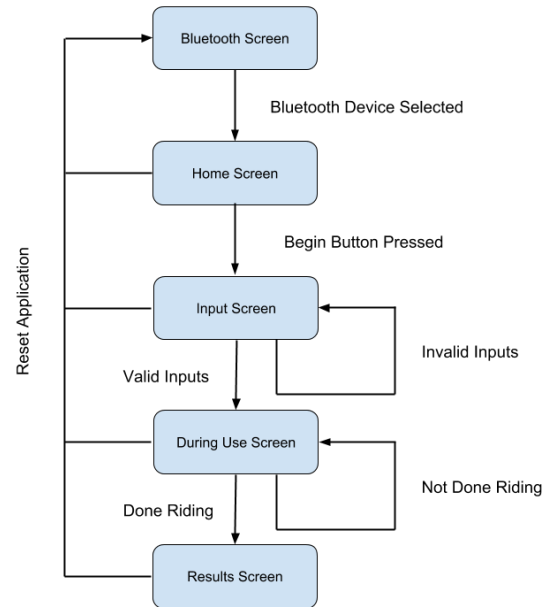 Bluetooth Screen
Bluetooth Device Selected
Home Screen
Begin Button Pressed
Reset Application
Input Screen
Invalid Inputs
Valid Inputs
During Use Screen
Not Done Riding
Done Riding
Results Screen